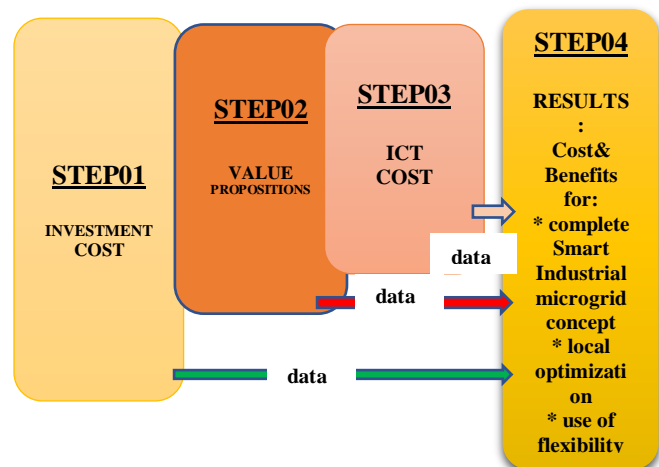 STEP01
INVESTMENT
COST
STEP02
VALUE
PROPOSITIONS
STEP03
ICT
COST
data
data
data
STEP04
RESULTS
:
Cost&
Benefits
for:
* complete
Smart
Industrial
microgrid
concept
* local
optimizati
on
* use of
flexibility